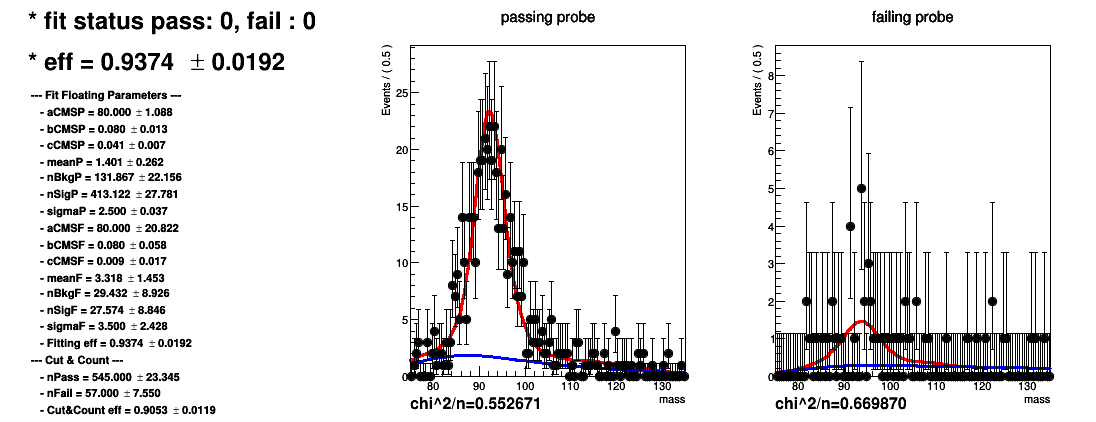 * fit status pass: 0, fail : 0
* eff = 0.9374 ± 0.0192
--- Fit Floating Parameters ---
- aCMSP = 80.000 ± 1.088
- bCMSP = 0.080 ± 0.013
- cCMSP = 0.041 ± 0.007
- meanP = 1.401 ± 0.262
- nBkgP = 131.867 ± 22.156
- nSigP = 413.122 ± 27.781
- sigmaP = 2.500 ± 0.037
- aCMSF = 80.000 ± 20.822
- bCMSF = 0.080 ± 0.058
- cCMSF = 0.009 ± 0.017
- meanF = 3.318 ± 1.453
- nBkgF = 29.432 ± 8.926
- nSigF = 27.574 ± 8.846
- sigmaF = 3.500 ± 2.428
- Fitting eff = 0.9374 ± 0.0192
--- Cut & Count ---
- nPass = 545.000 ± 23.345
- nFail = 57.000 ± 7.550
- Cut&Count eff = 0.9053 ± 0.0119
passing probe
Events / ( 0.5 )
25
20
15
10
5
0
80 90 100 110 120 130
mass
chi^2/n=0.552671
failing probe
Events / ( 0.5 )
8
7
6
5
4
3
2
1
0
80 90 100 110 120 130
mass
chi^2/n=0.669870